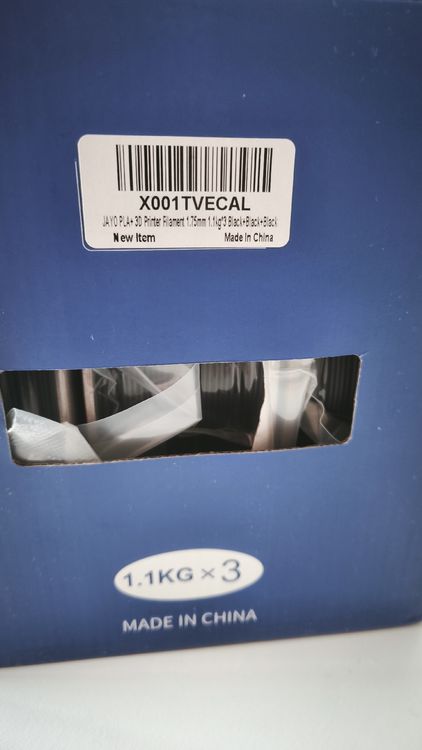 X001TVECAL
JAYO PLA+ 3D Printer Filament 1.75mm 1.1kg*3 Black+Black+Black
New Item Made in China
1.1KG × 3
MADE IN CHINA